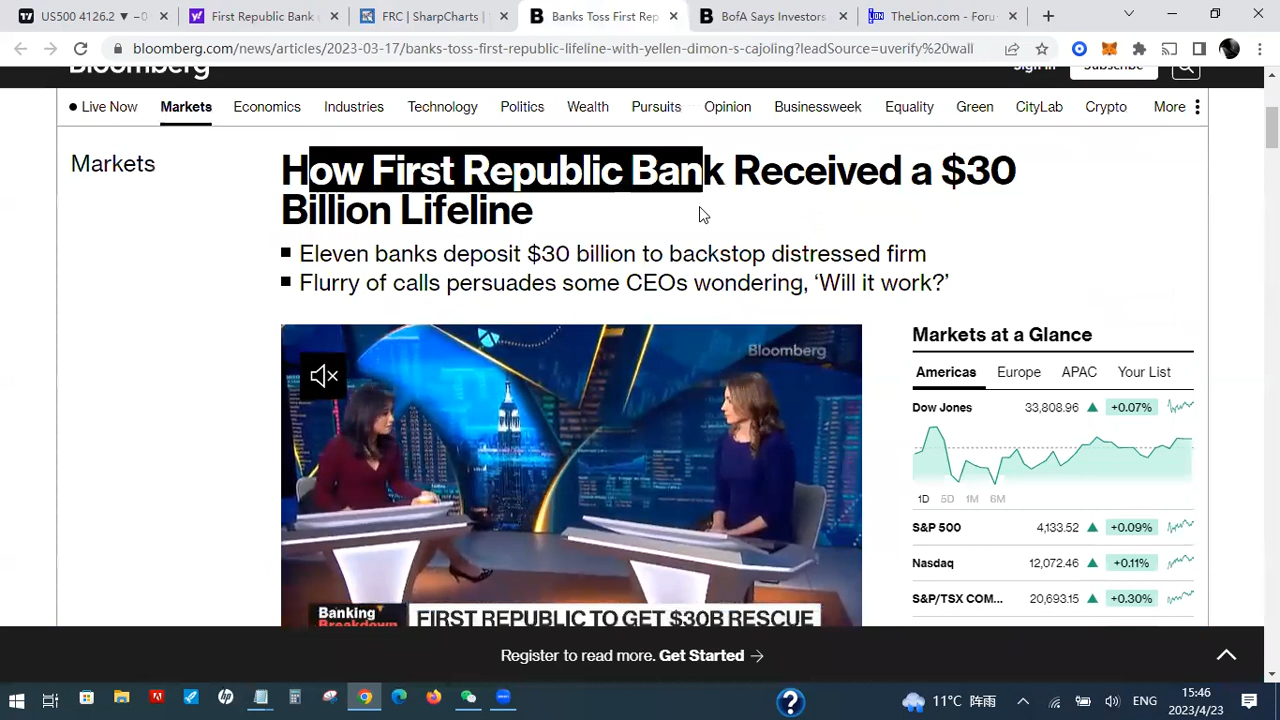 US500 4126.2 ▼ −0
First Republic Bank
FRC | SharpCharts |
Banks Toss First Rep
BofA Says Investors
TheLion.com - Foru
bloomberg.com/news/articles/2023-03-17/banks-toss-first-republic-lifeline-with-yellen-dimon-s-cajoling?leadSource=uverify%20wall
Bloomberg
Sign In
Subscribe
Live Now
Markets
Economics
Industries
Technology
Politics
Wealth
Pursuits
Opinion
Businessweek
Equality
Green
CityLab
Crypto
More
Markets
How First Republic Bank Received a $30
Billion Lifeline
Eleven banks deposit $30 billion to backstop distressed firm
Flurry of calls persuades some CEOs wondering, ‘Will it work?’
Bloomberg
Banking
Breakdown
FIRST REPUBLIC TO GET $30B RESCUE
Markets at a Glance
Americas
Europe
APAC
Your List
Dow Jones 33,808.96 ▲ +0.07%
1D 5D 1M 6M
S&P 500 4,133.52 ▲ +0.09%
Nasdaq 12,072.46 ▲ +0.11%
S&P/TSX COM... 20,693.15 ▲ +0.30%
Register to read more. Get Started →
11°C 阵雨
ENG
15:46
2023/4/23